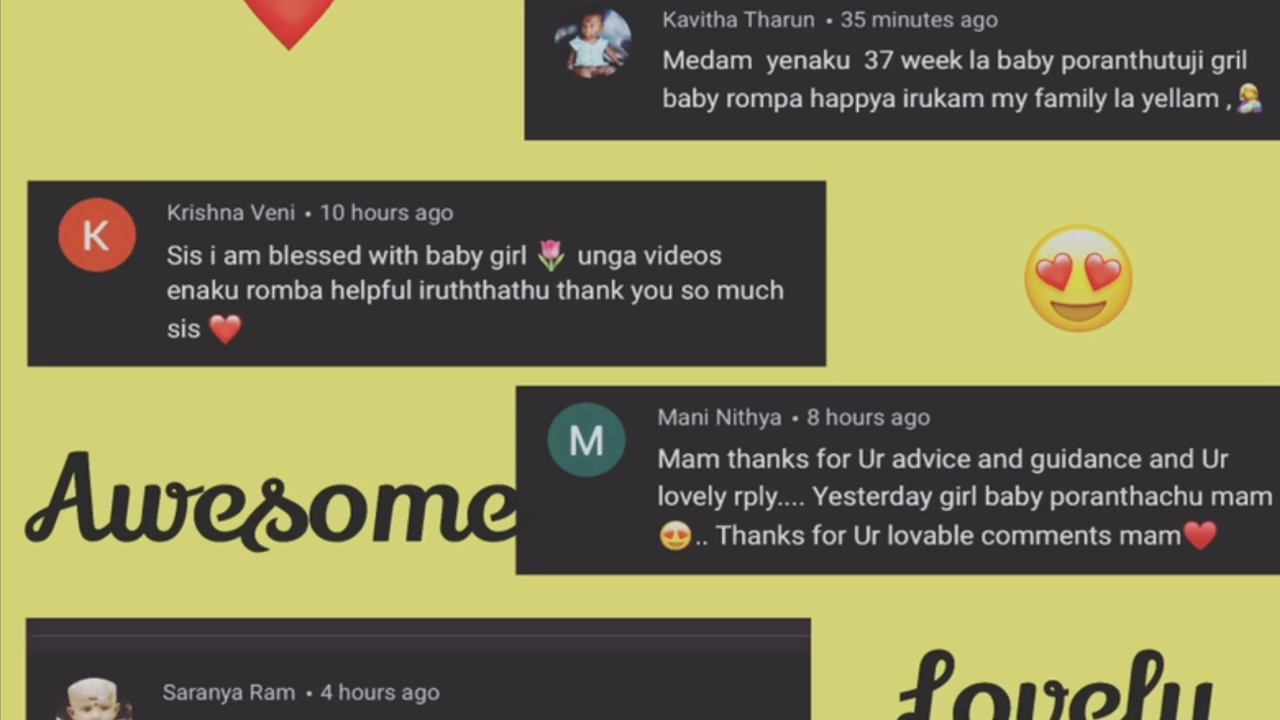 Kavitha Tharun • 35 minutes ago
Medam yenaku 37 week la baby poranthutuji gril
baby rompa happya irukam my family la yellam ,🤱
Krishna Veni • 10 hours ago
K
Sis i am blessed with baby girl 🌷 unga videos
enaku romba helpful iruththathu thank you so much
sis ❤️
Mani Nithya • 8 hours ago
M
Mam thanks for Ur advice and guidance and Ur
lovely rply.... Yesterday girl baby poranthachu mam
😍.. Thanks for Ur lovable comments mam❤️
Awesome
Saranya Ram • 4 hours ago
Lovely